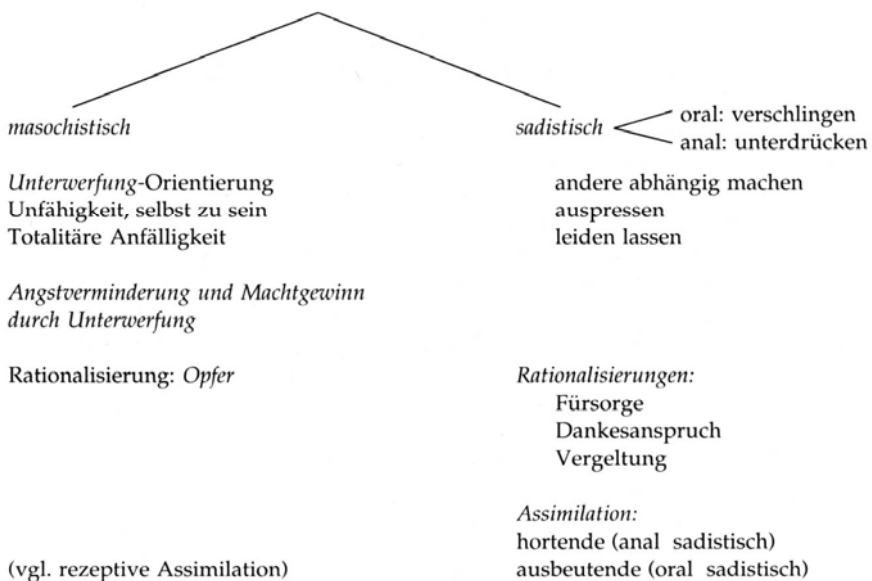 masochistisch
sadistisch
oral: verschlingen
anal: unterdrücken
Unterwerfung-Orientierung
Unfähigkeit, selbst zu sein
Totalitäre Anfälligkeit
andere abhängig machen
auspressen
leiden lassen
Angstverminderung und Machtgewinn
durch Unterwerfung
Rationalisierung: Opfer
Rationalisierungen:
Fürsorge
Dankesanspruch
Vergeltung
Assimilation:
hortende (anal sadistisch)
(vgl. rezeptive Assimilation)
ausbeutende (oral sadistisch)